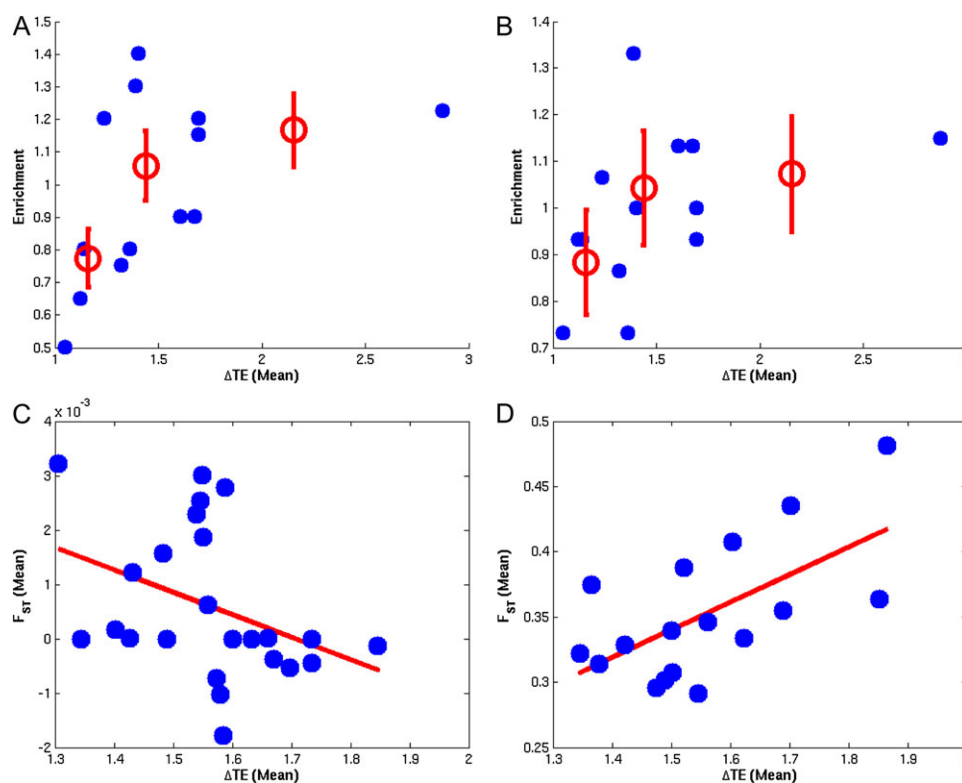 A
1.5
1.4
1.3
1.2
1.1
1
0.9
0.8
0.7
0.6
0.5
Enrichment
1 1.5 2 2.5 3
ΔTE (Mean)
B
1.4
1.3
1.2
1.1
1
0.9
0.8
0.7
Enrichment
1 1.5 2 2.5
ΔTE (Mean)
C
x 10⁻³
4
3
2
1
0
-1
-2
F_ST (Mean)
1.3 1.4 1.5 1.6 1.7 1.8 1.9 2
ΔTE (Mean)
D
0.5
0.45
0.4
0.35
0.3
0.25
F_ST (Mean)
1.3 1.4 1.5 1.6 1.7 1.8 1.9
ΔTE (Mean)